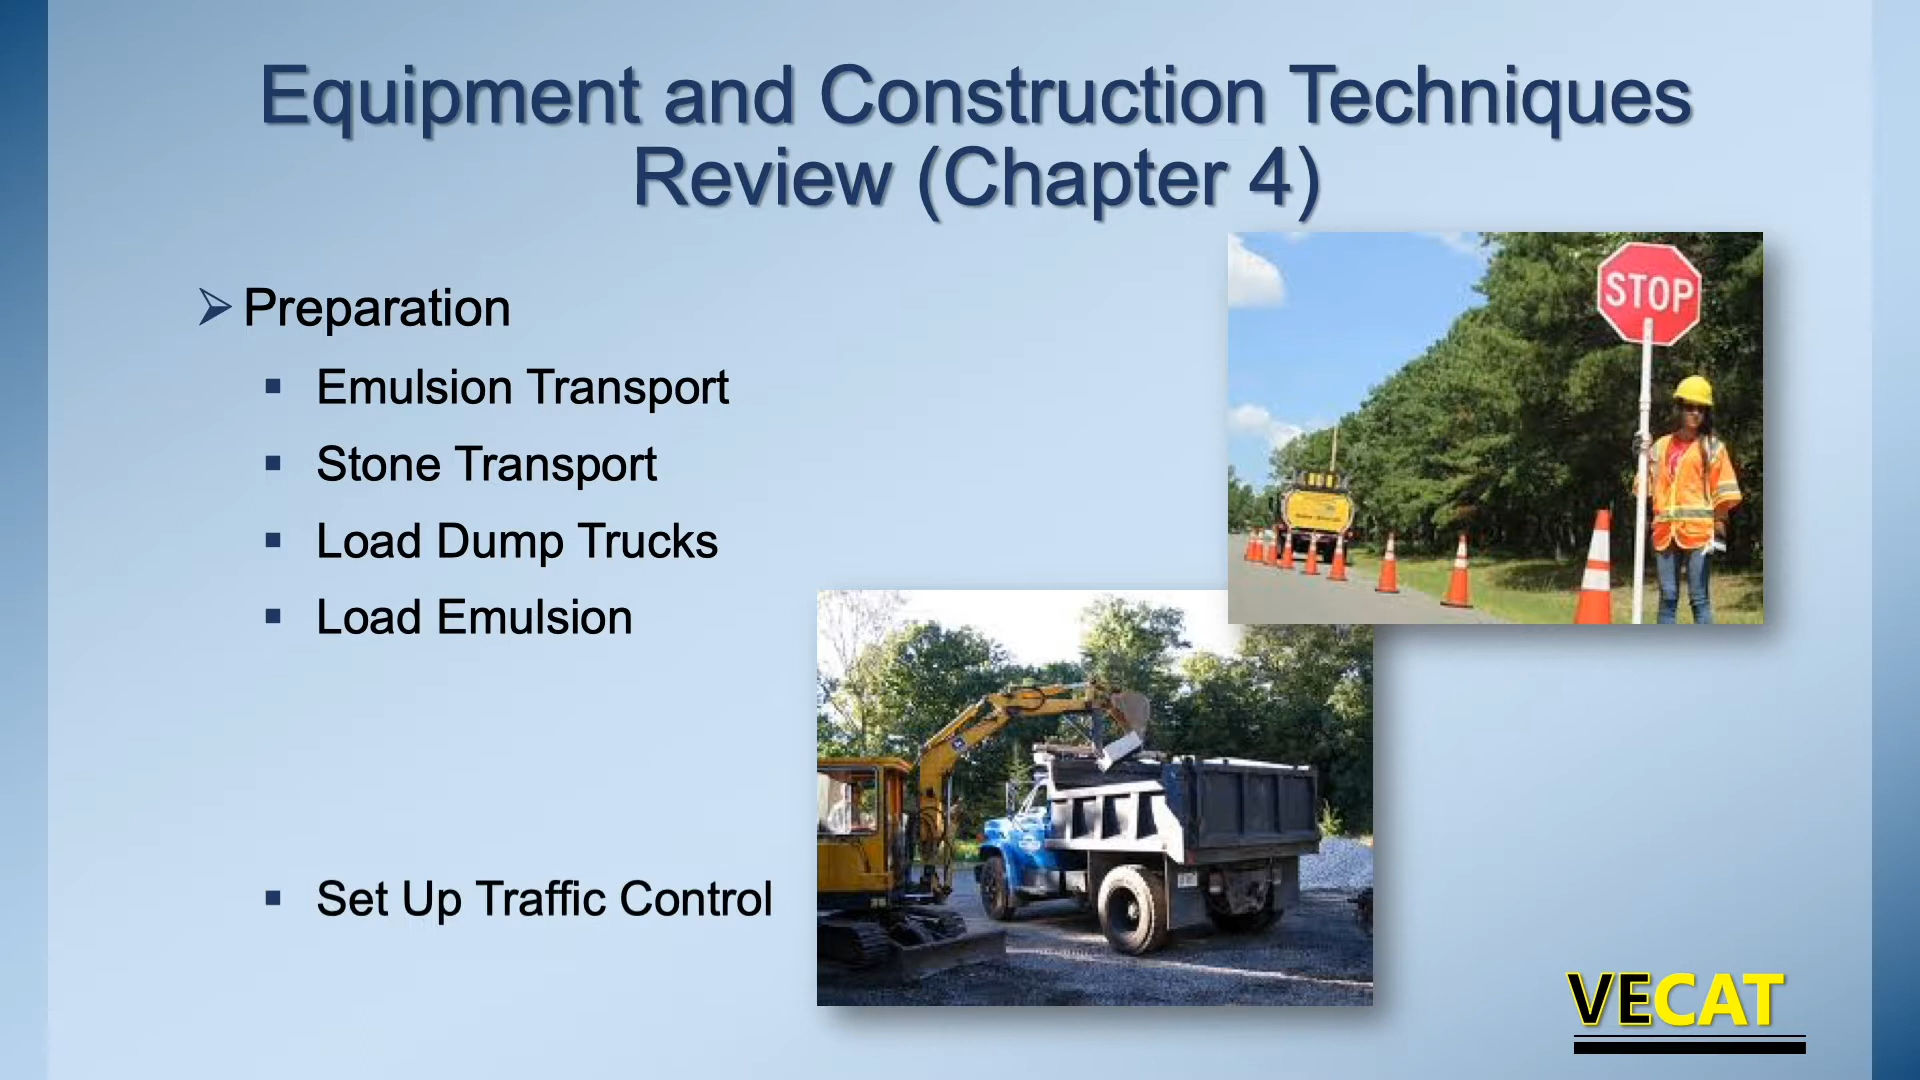 Equipment and Construction Techniques
Review (Chapter 4)
Preparation
Emulsion Transport
Stone Transport
Load Dump Trucks
Load Emulsion
Set Up Traffic Control
STOP
VECAT